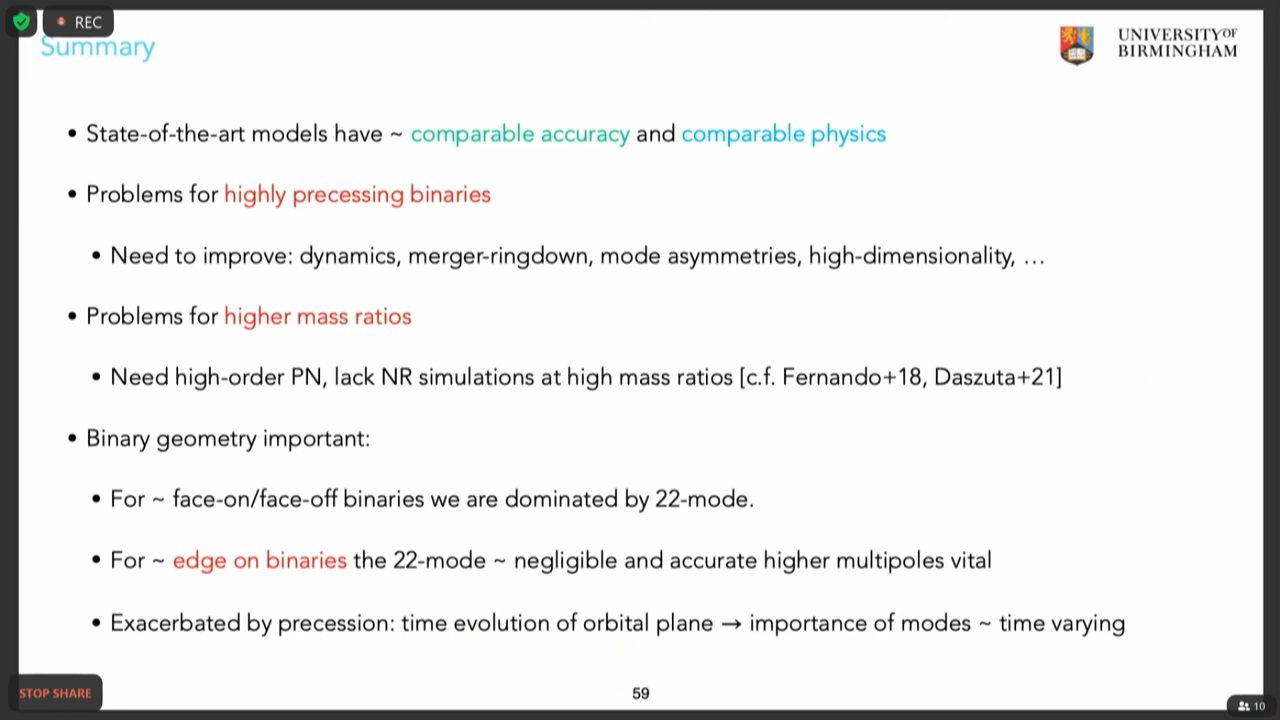 REC
Summary
UNIVERSITYOF
BIRMINGHAM
• State-of-the-art models have ~ comparable accuracy and comparable physics
• Problems for highly precessing binaries
• Need to improve: dynamics, merger-ringdown, mode asymmetries, high-dimensionality, …
• Problems for higher mass ratios
• Need high-order PN, lack NR simulations at high mass ratios [c.f. Fernando+18, Daszuta+21]
• Binary geometry important:
• For ~ face-on/face-off binaries we are dominated by 22-mode.
• For ~ edge on binaries the 22-mode ~ negligible and accurate higher multipoles vital
• Exacerbated by precession: time evolution of orbital plane → importance of modes ~ time varying
STOP SHARE
59
10